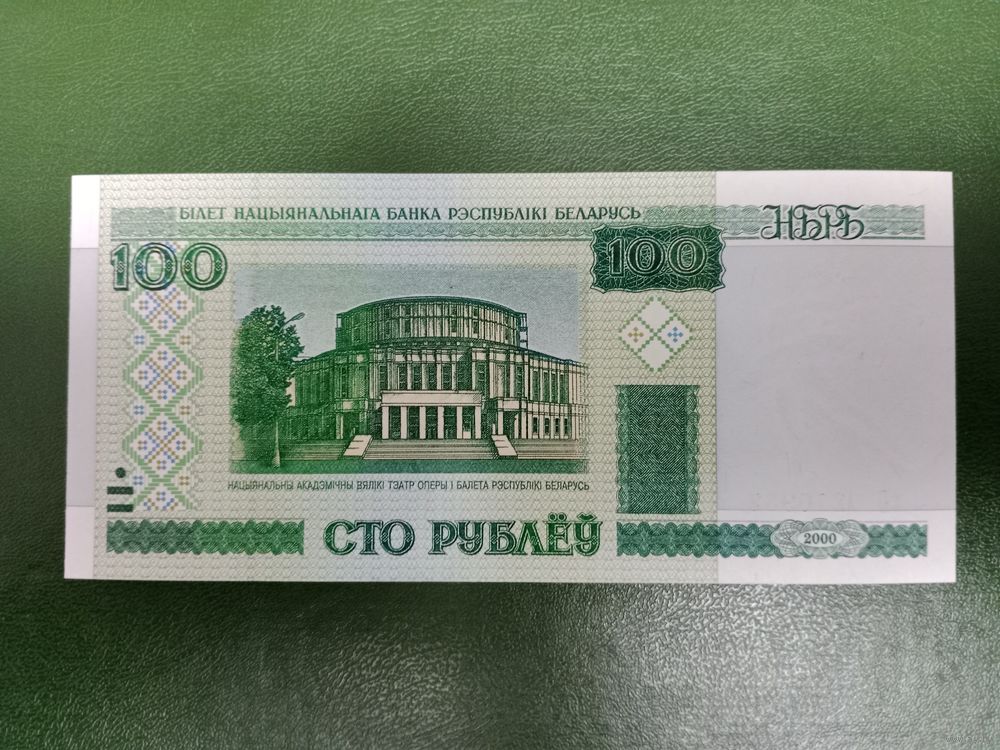 БІЛЕТ НАЦЫЯНАЛЬНАГА БАНКА РЭСПУБЛІКІ БЕЛАРУСЬ
НБРБ
100
100
НАЦЫЯНАЛЬНЫ АКАДЭМІЧНЫ ВЯЛІКІ ТЭАТР ОПЕРЫ І БАЛЕТА РЭСПУБЛІКІ БЕЛАРУСЬ
СТО РУБЛЁЎ
2000